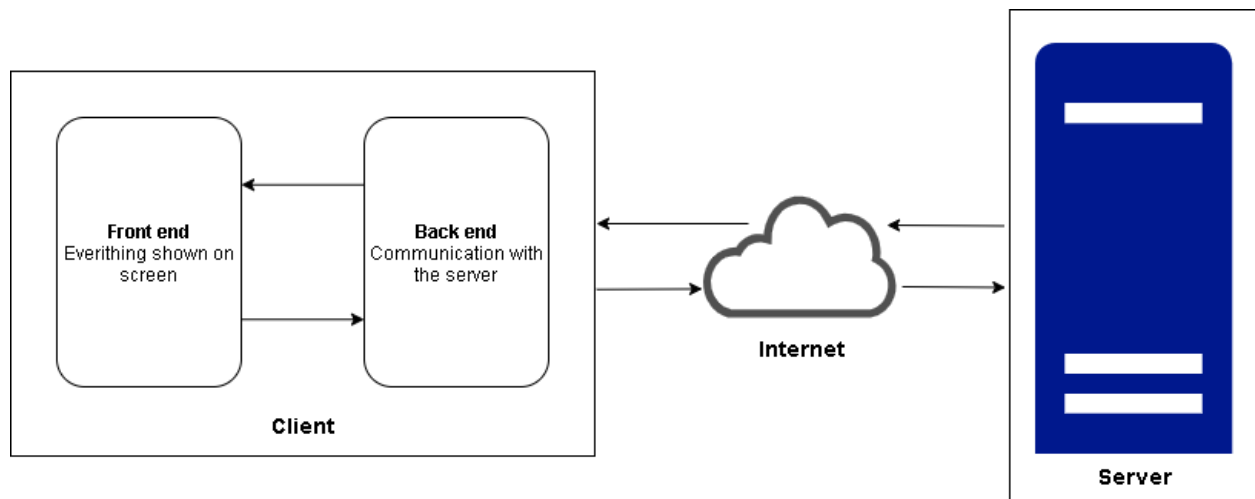 Front end
Everithing shown on
screen
Back end
Communication with
the server
Client
Internet
Server